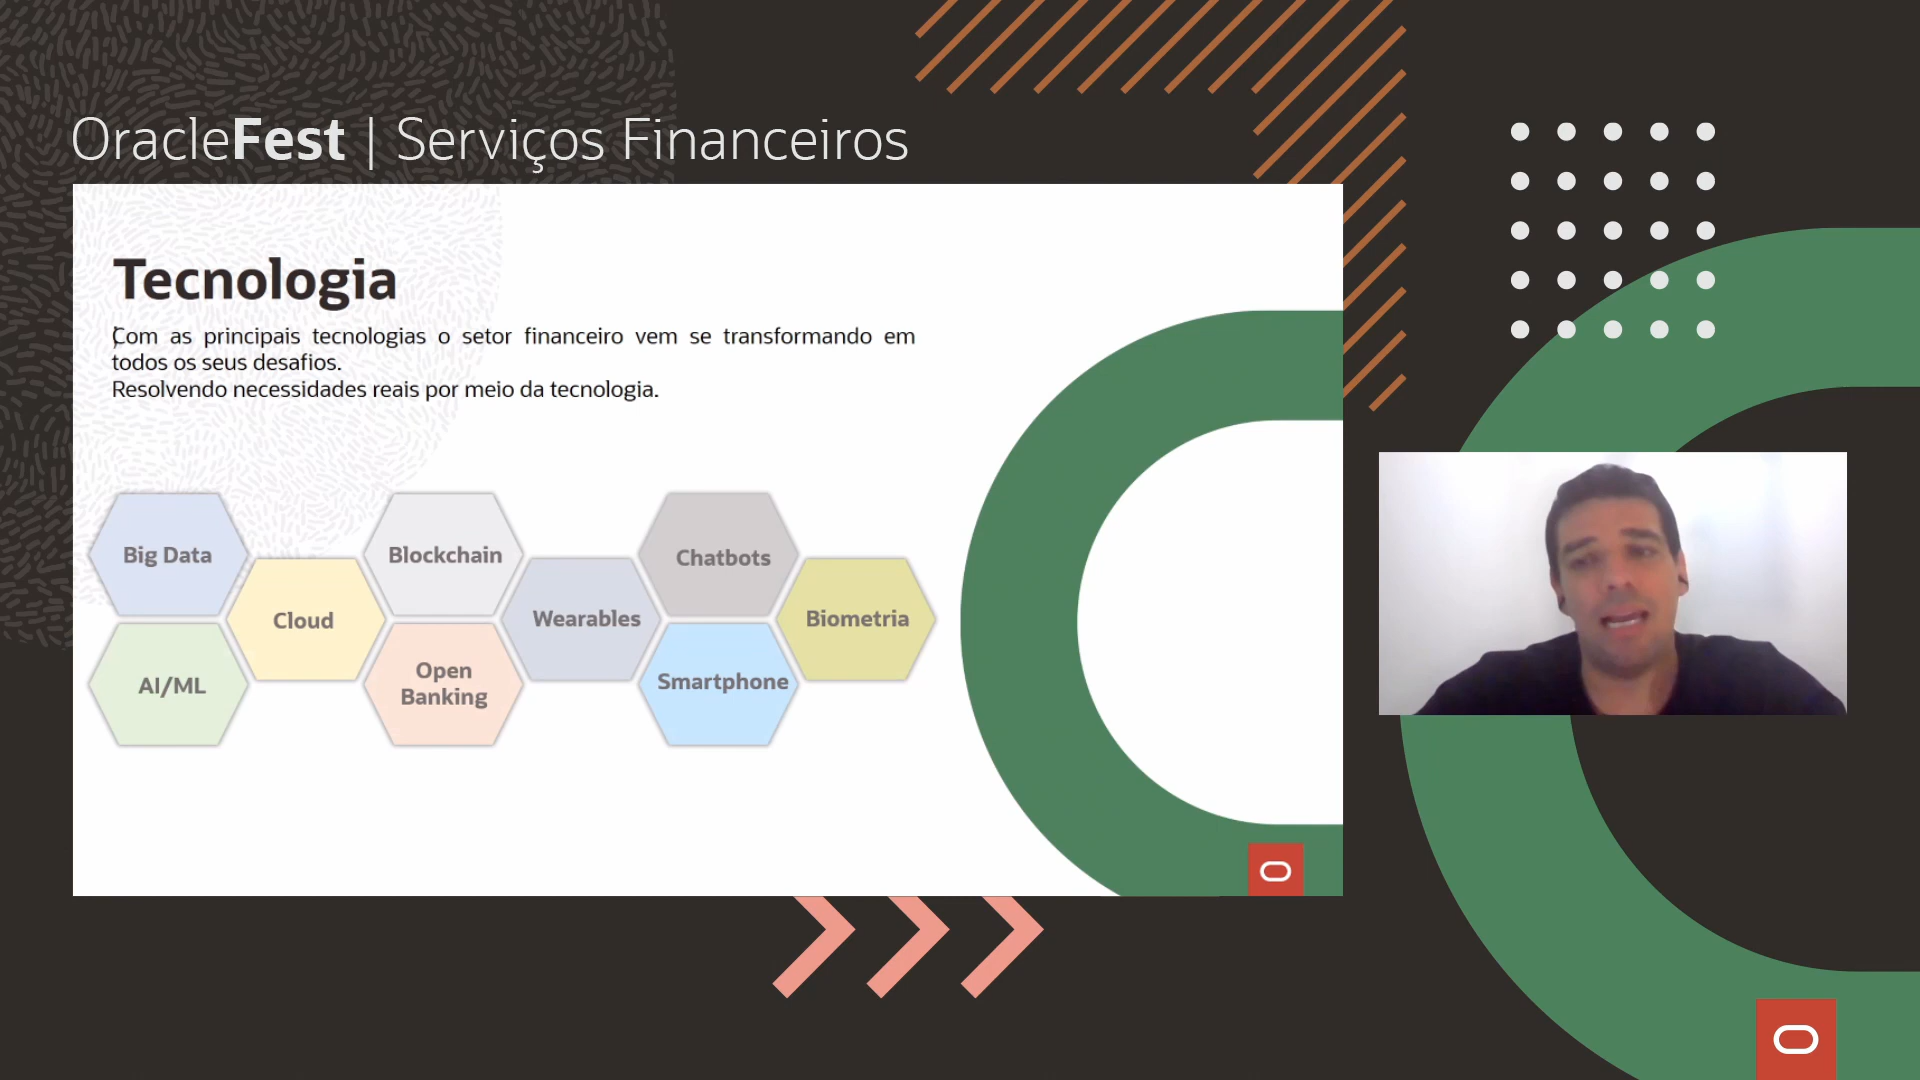 OracleFest | Serviços Financeiros
Tecnologia
Com as principais tecnologias o setor financeiro vem se transformando em
todos os seus desafios.
Resolvendo necessidades reais por meio da tecnologia.
Big Data
Blockchain
Chatbots
Cloud
Wearables
Biometria
AI/ML
Open
Banking
Smartphone